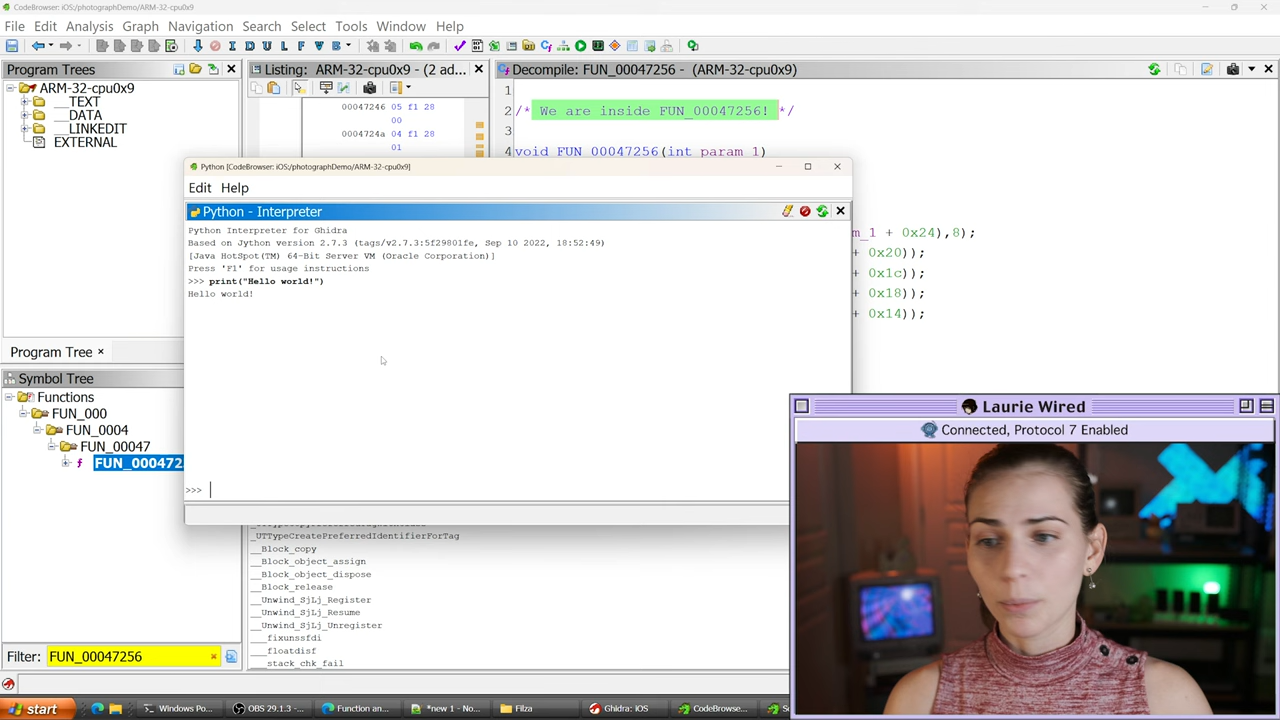 CodeBrowser: iOS:/photographDemo/ARM-32-cpu0x9
File Edit Analysis Graph Navigation Search Select Tools Window Help
I D U L F V B
Program Trees
ARM-32-cpu0x9
__TEXT
__DATA
__LINKEDIT
EXTERNAL
Program Tree ×
Listing: ARM-32-cpu0x9 - (2 ad...
00047246 05 f1 28
00
0004724a 04 f1 28
01
Decompile: FUN_00047256 - (ARM-32-cpu0x9)
1
2 /* We are inside FUN_00047256! */
3
4 void FUN_00047256(int param_1)
m_1 + 0x24),8);
+ 0x20));
+ 0x1c));
+ 0x18));
+ 0x14));
Python [CodeBrowser: iOS:/photographDemo/ARM-32-cpu0x9]
Edit Help
Python - Interpreter
Python Interpreter for Ghidra
Based on Jython version 2.7.3 (tags/v2.7.3:5f29801fe, Sep 10 2022, 18:52:49)
[Java HotSpot(TM) 64-Bit Server VM (Oracle Corporation)]
Press 'F1' for usage instructions
>>> print("Hello world!")
Hello world!
>>>
Symbol Tree
Functions
FUN_000
FUN_0004
FUN_00047
f FUN_000472
_UTTypeCreatePreferredIdentifierForTag
__Block_copy
__Block_object_assign
__Block_object_dispose
__Block_release
__Unwind_SjLj_Register
__Unwind_SjLj_Resume
__Unwind_SjLj_Unregister
___fixunssfdi
___floatdisf
___stack_chk_fail
Filter: FUN_00047256
Laurie Wired
Connected, Protocol 7 Enabled
start
Windows Po...
OBS 29.1.3 -...
Function an...
*new 1 - No...
Filza
Ghidra: iOS
CodeBrowse...